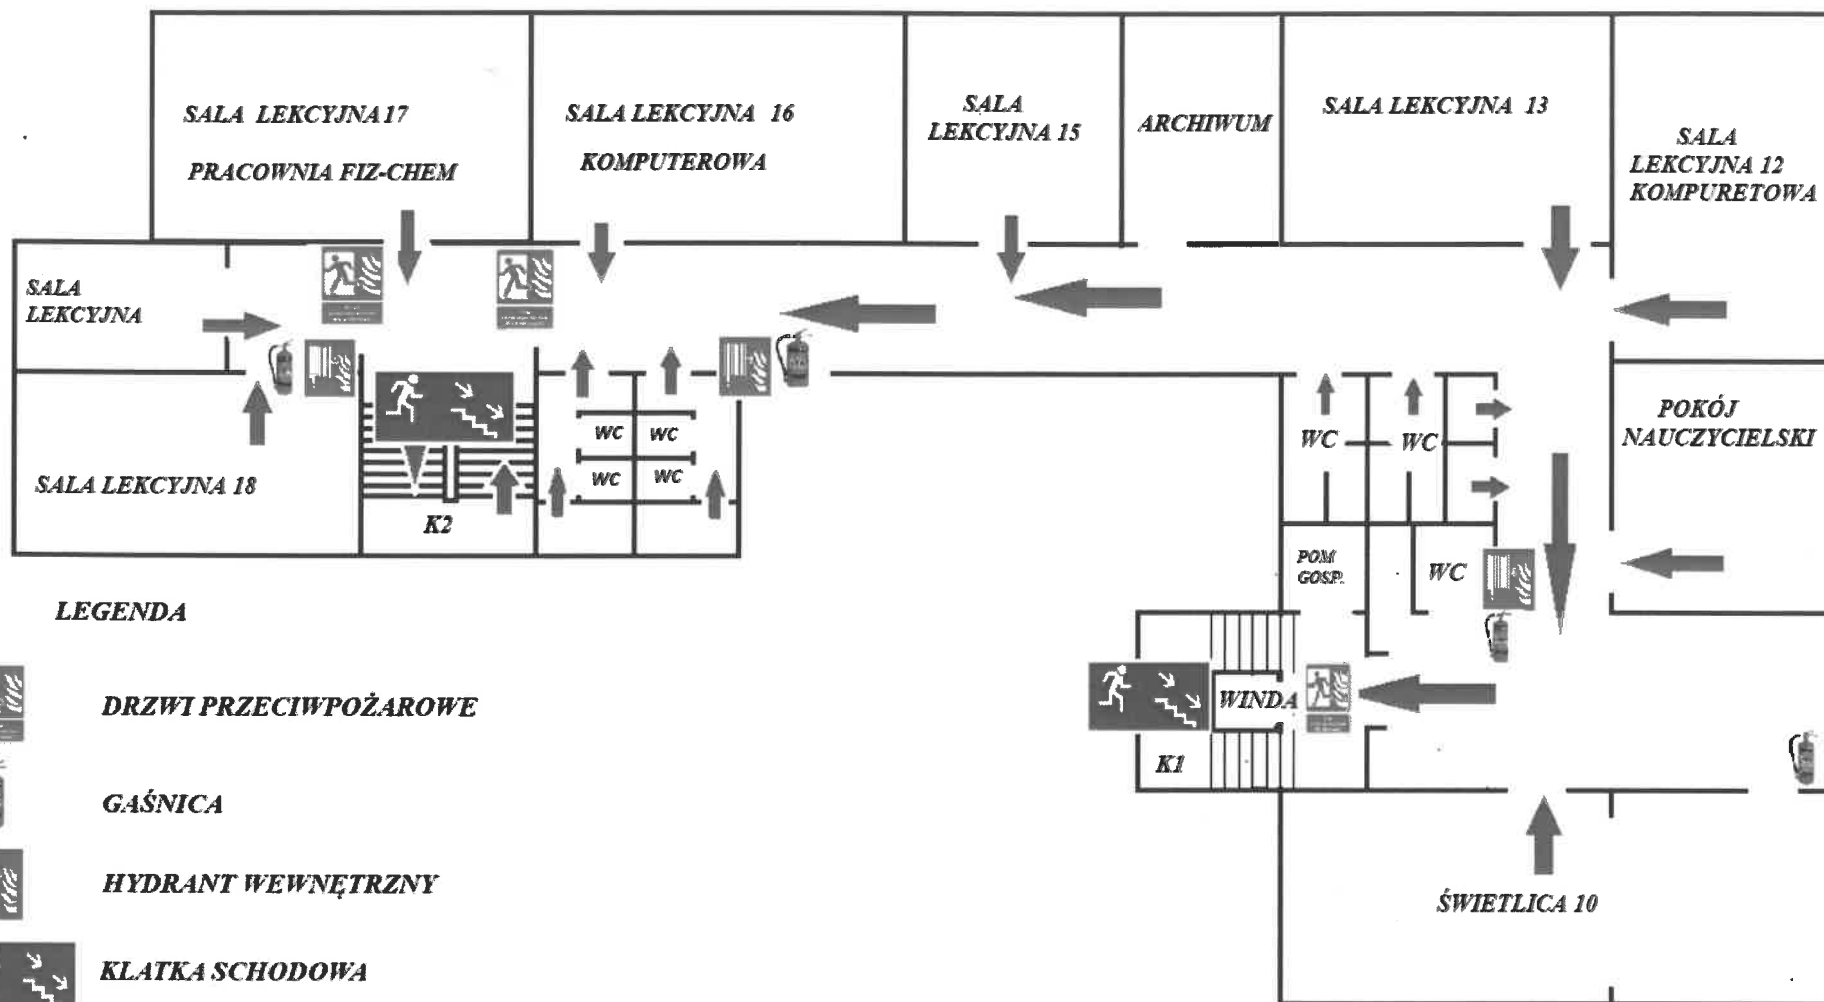 SALA LEKCYJNA 17
PRACOWNIA FIZ-CHEM
SALA LEKCYJNA 16
KOMPUTEROWA
SALA
LEKCYJNA 15
ARCHIWUM
SALA LEKCYJNA 13
SALA
LEKCYJNA 12
KOMPURETOWA
SALA
LEKCYJNA
SALA LEKCYJNA 18
K2
WC
WC
WC
WC
WC
WC
POKÓJ
NAUCZYCIELSKI
POM
GOSP.
WC
WINDA
K1
ŚWIETLICA 10
LEGENDA
DRZWI PRZECIWPOŻAROWE
GAŚNICA
HYDRANT WEWNĘTRZNY
KLATKA SCHODOWA